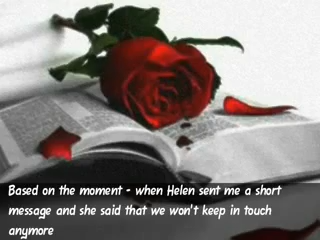 Based on the moment - when Helen sent me a short
message and she said that we won't keep in touch
anymore